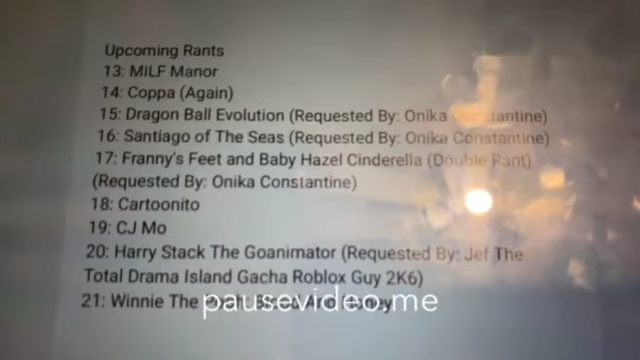 Upcoming Rants
13: MILF Manor
14: Coppa (Again)
15: Dragon Ball Evolution (Requested By: Onika Constantine)
16: Santiago of The Seas (Requested By: Onika Constantine)
17: Franny's Feet and Baby Hazel Cinderella (Double Rant)
(Requested By: Onika Constantine)
18: Cartoonito
19: CJ Mo
20: Harry Stack The Goanimator (Requested By: Jef The
Total Drama Island Gacha Roblox Guy 2K6)
21: Winnie The
pausevideo.me